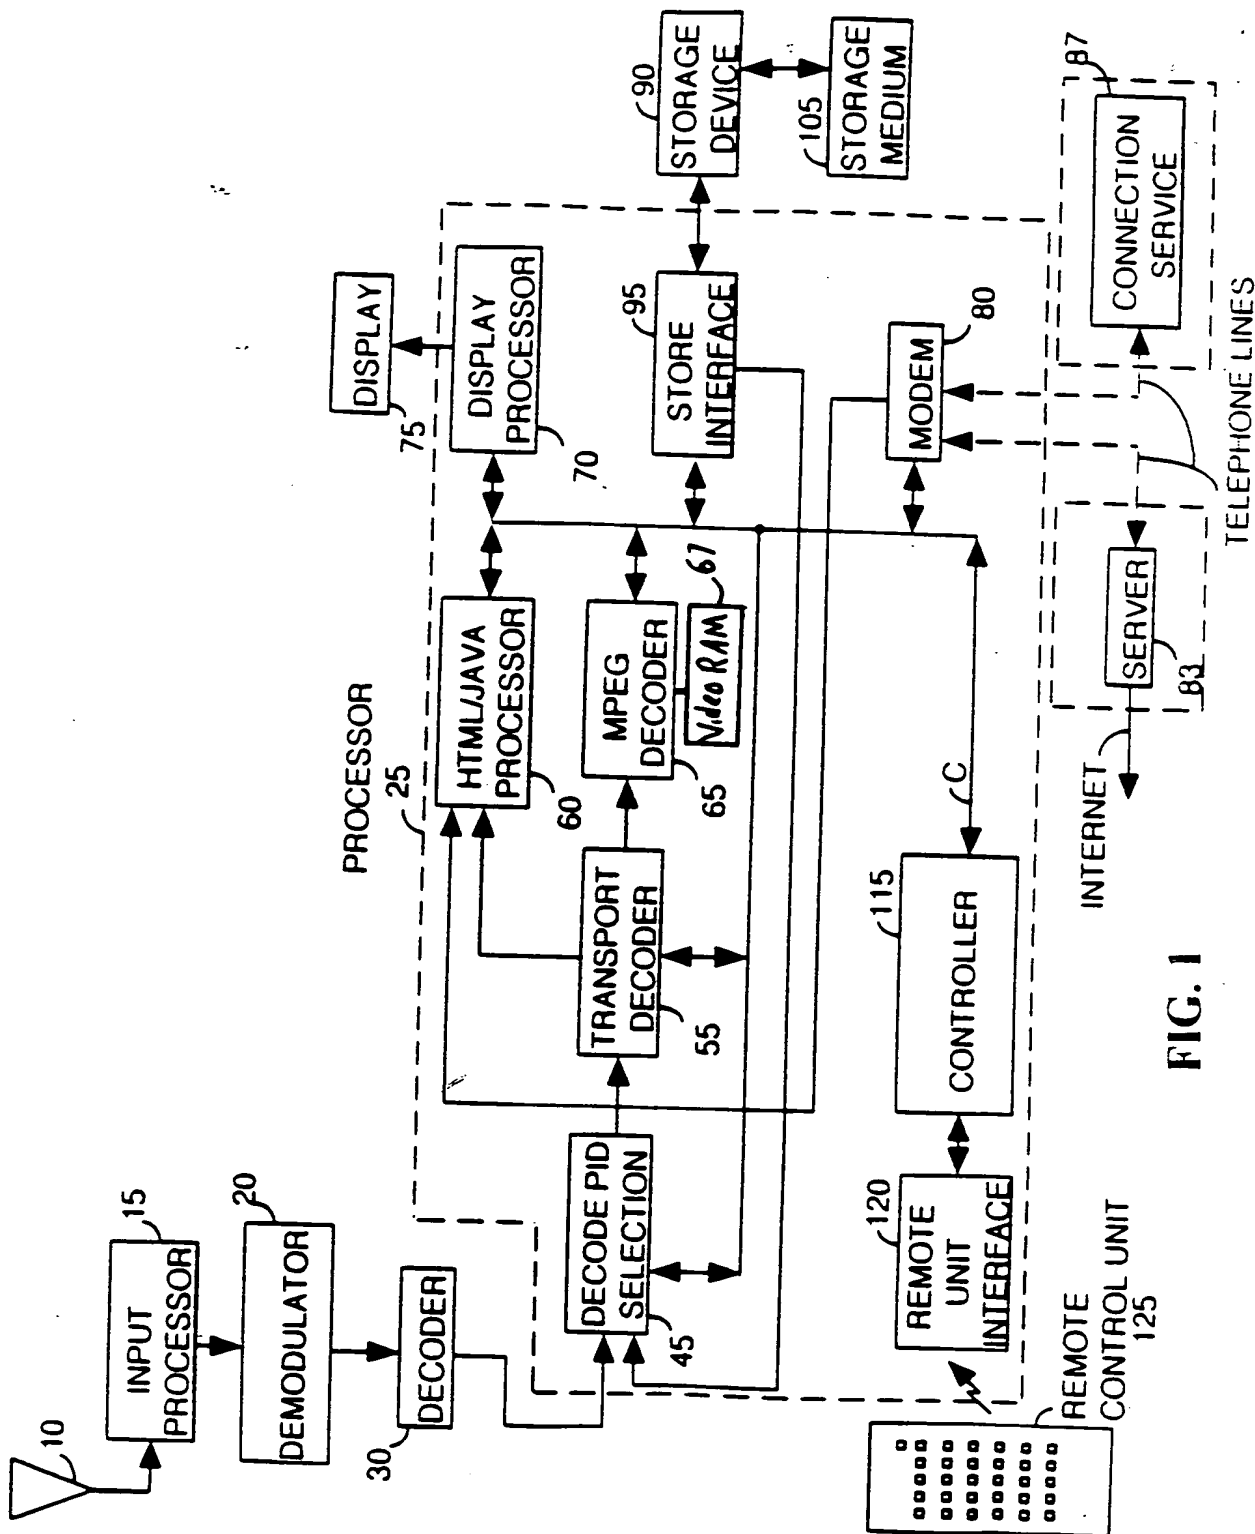 10
15
INPUT
PROCESSOR
20
DEMODULATOR
DECODER
30
PROCESSOR
25
DECODE PID
SELECTION
45
TRANSPORT
DECODER
55
HTML/JAVA
PROCESSOR
60
MPEG
DECODER
65
Video RAM
67
DISPLAY
75
DISPLAY
PROCESSOR
70
95
STORE
INTERFACE
90
STORAGE
DEVICE
105
STORAGE
MEDIUM
MODEM
80
87
CONNECTION
SERVICE
TELEPHONE LINES
SERVER
83
INTERNET
C
115
CONTROLLER
120
REMOTE
UNIT
INTERFACE
REMOTE
CONTROL UNIT
125
FIG. 1